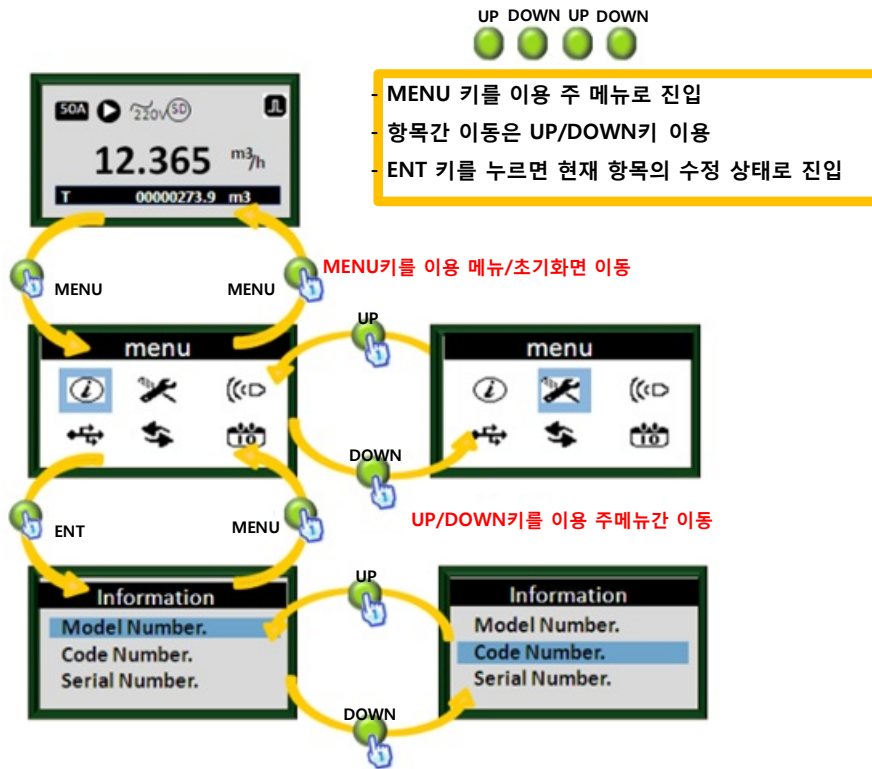 UP DOWN UP DOWN
- MENU 키를 이용 주 메뉴로 진입
- 항목간 이동은 UP/DOWN키 이용
- ENT 키를 누르면 현재 항목의 수정 상태로 진입
50A 220V SD
12.365 m3/h
T 00000273.9 m3
MENU키를 이용 메뉴/초기화면 이동
MENU MENU
UP
menu
menu
10
10
DOWN
UP/DOWN키를 이용 주메뉴간 이동
ENT MENU
UP
Information
Model Number.
Code Number.
Serial Number.
Information
Model Number.
Code Number.
Serial Number.
DOWN